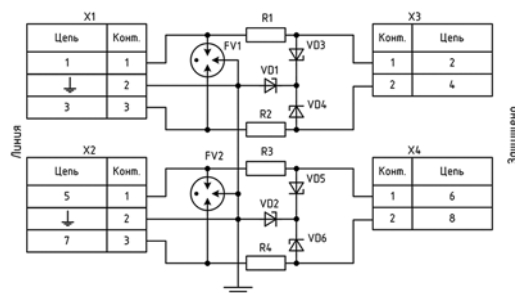 X1
Цепь Конт.
1 1
2
3 3
FV1
R1
VD3
VD1
VD4
R2
X3
Конт. Цепь
1 2
2 4
Линия
Защищено
X2
Цепь Конт.
5 1
2
7 3
FV2
R3
VD5
VD2
VD6
R4
X4
Конт. Цепь
1 6
2 8